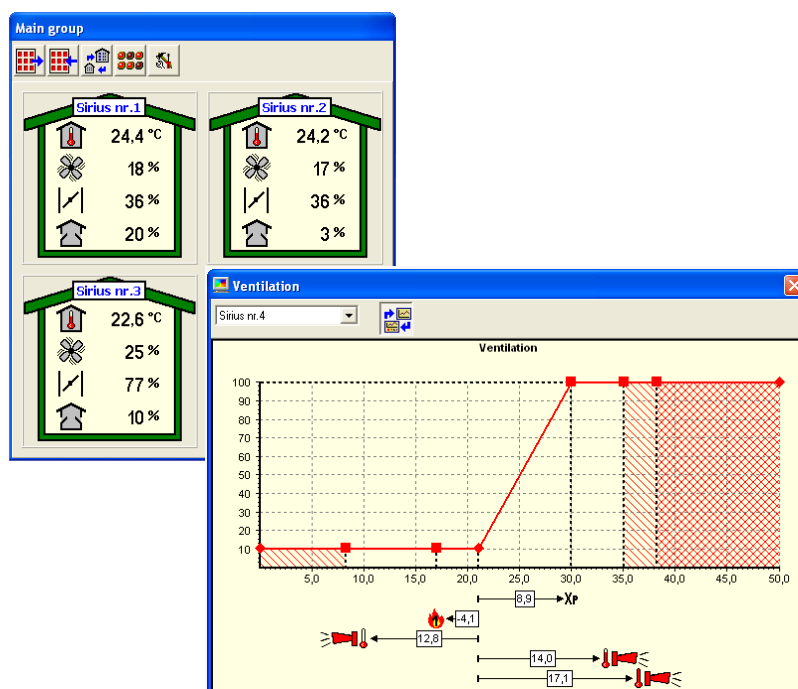 Main group
Sirius nr.1
24,4 °C
18 %
36 %
20 %
Sirius nr.2
24,2 °C
17 %
36 %
3 %
Sirius nr.3
22,6 °C
25 %
77 %
10 %
Ventilation
Sirius nr.4
Ventilation
100
90
80
70
60
50
40
30
20
10
5,0 10,0 15,0 20,0 25,0 30,0 35,0 40,0 45,0 50,0
8,9 XP
-4,1
12,8
14,0
17,1